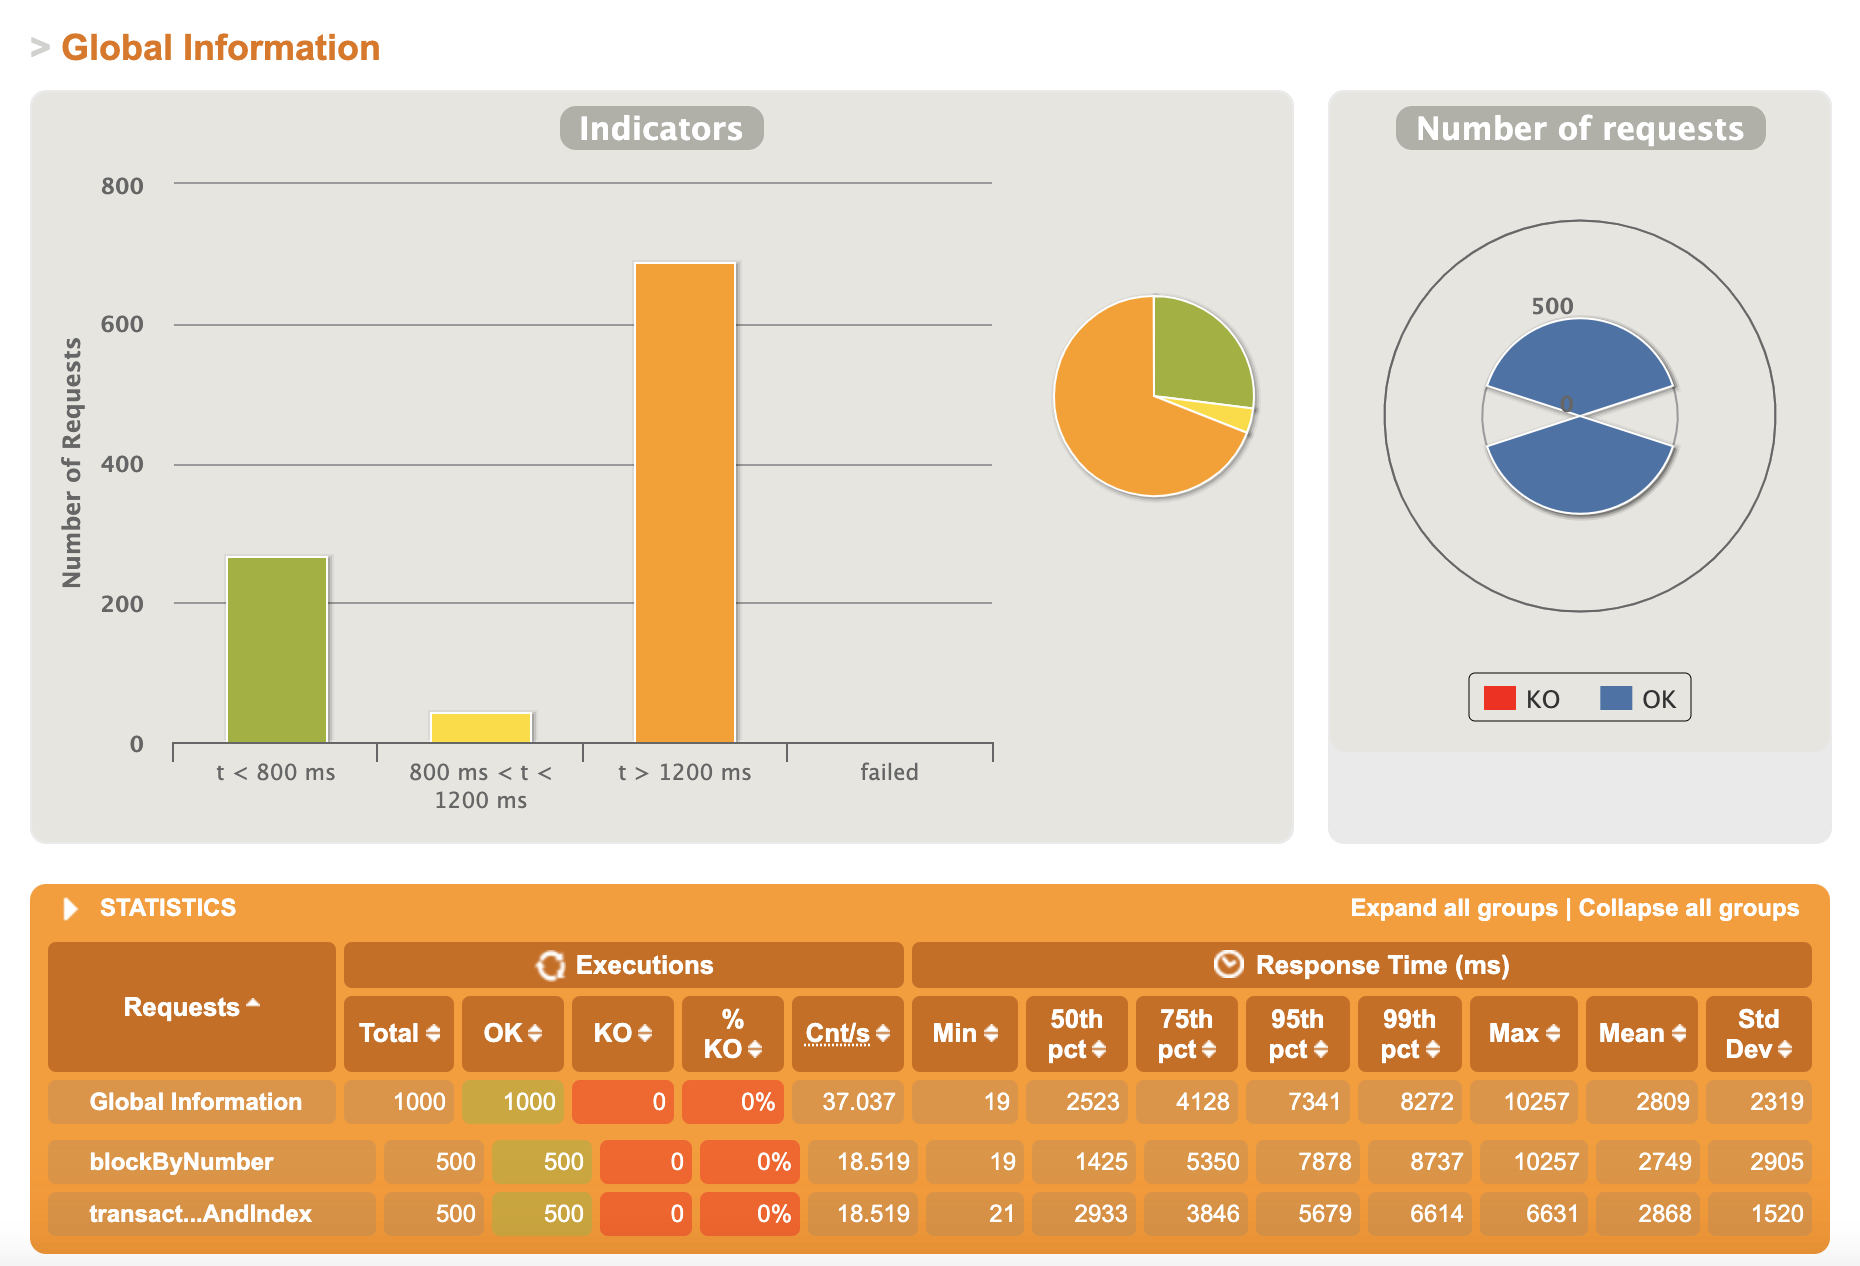 > Global Information
Indicators
800
600
400
200
0
Number of Requests
t < 800 ms
800 ms < t <
1200 ms
t > 1200 ms
failed
Number of requests
500
0
KO OK
STATISTICS
Expand all groups | Collapse all groups
Requests
Executions
Response Time (ms)
Total OK KO % KO Cnt/s Min 50th pct 75th pct 95th pct 99th pct Max Mean Std Dev
Global Information 1000 1000 0 0% 37.037 19 2523 4128 7341 8272 10257 2809 2319
blockByNumber 500 500 0 0% 18.519 19 1425 5350 7878 8737 10257 2749 2905
transact...AndIndex 500 500 0 0% 18.519 21 2933 3846 5679 6614 6631 2868 1520